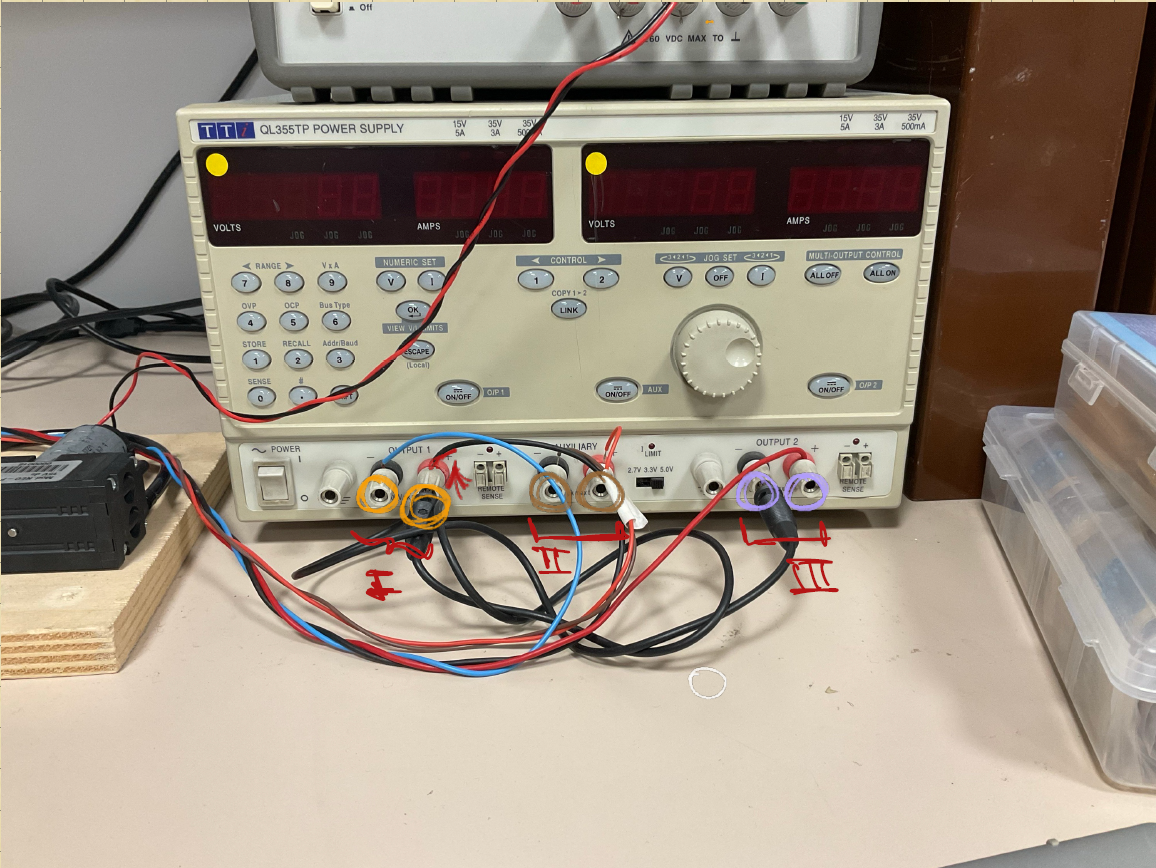 Off
≤60 VDC MAX TO ⊥
TTi QL355TP POWER SUPPLY
15V 35V 35V
5A 3A 500mA
15V 35V 35V
5A 3A 500mA
VOLTS
AMPS
VOLTS
AMPS
JOG JOG JOG
JOG JOG JOG
JOG JOG JOG
JOG JOG JOG
RANGE
V x A
7 8 9
OVP OCP Bus Type
4 5 6
STORE RECALL Addr/Baud
1 2 3
SENSE #
0 .
NUMERIC SET
V I
OK
VIEW V/I LIMITS
ESCAPE
(Local)
CONTROL
1 2
COPY 1 > 2
LINK
JOG SET
V OFF I
MULTI-OUTPUT CONTROL
ALL OFF ALL ON
ON/OFF O/P 1
ON/OFF AUX
ON/OFF O/P 2
POWER
I
O
OUTPUT 1
− +
REMOTE
SENSE
AUXILIARY
I
LIMIT
2.7V 3.3V 5.0V
OUTPUT 2
− +
REMOTE
SENSE
I
II
III